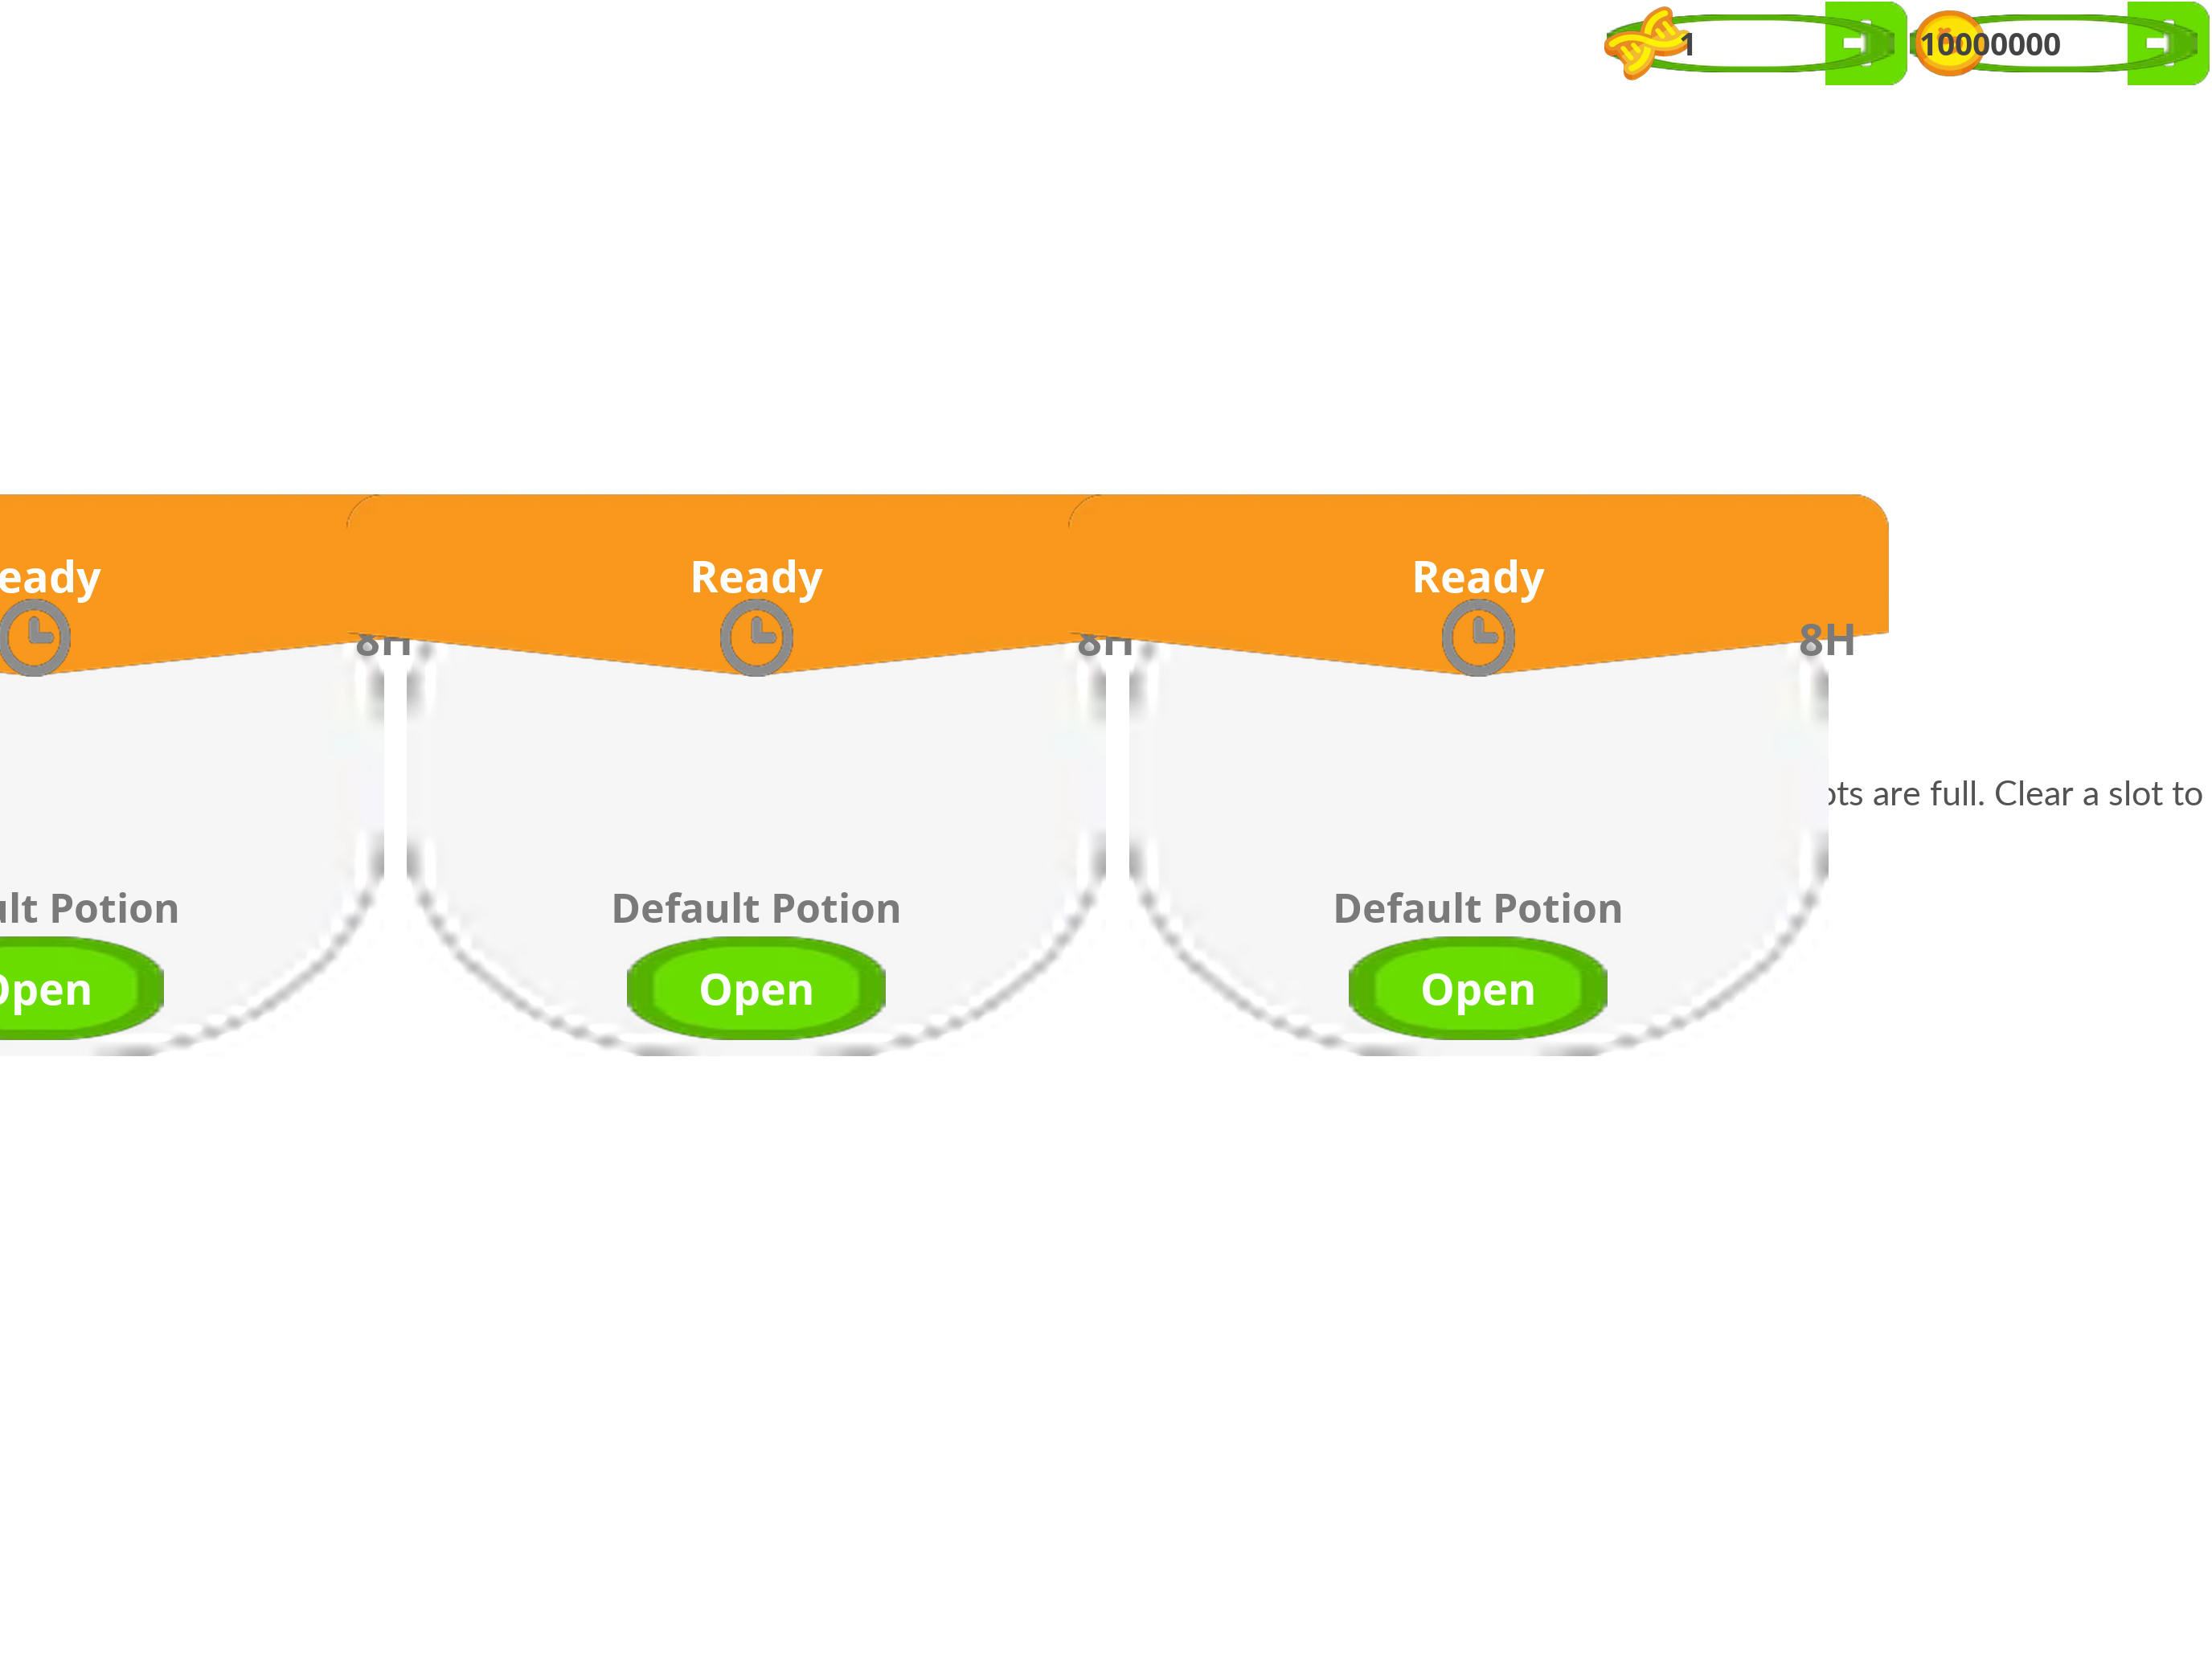 1
10000000
eady
Ready
Ready
8H
8H
8H
ots are full. Clear a slot to
ult Potion
Default Potion
Default Potion
Open
Open
Open